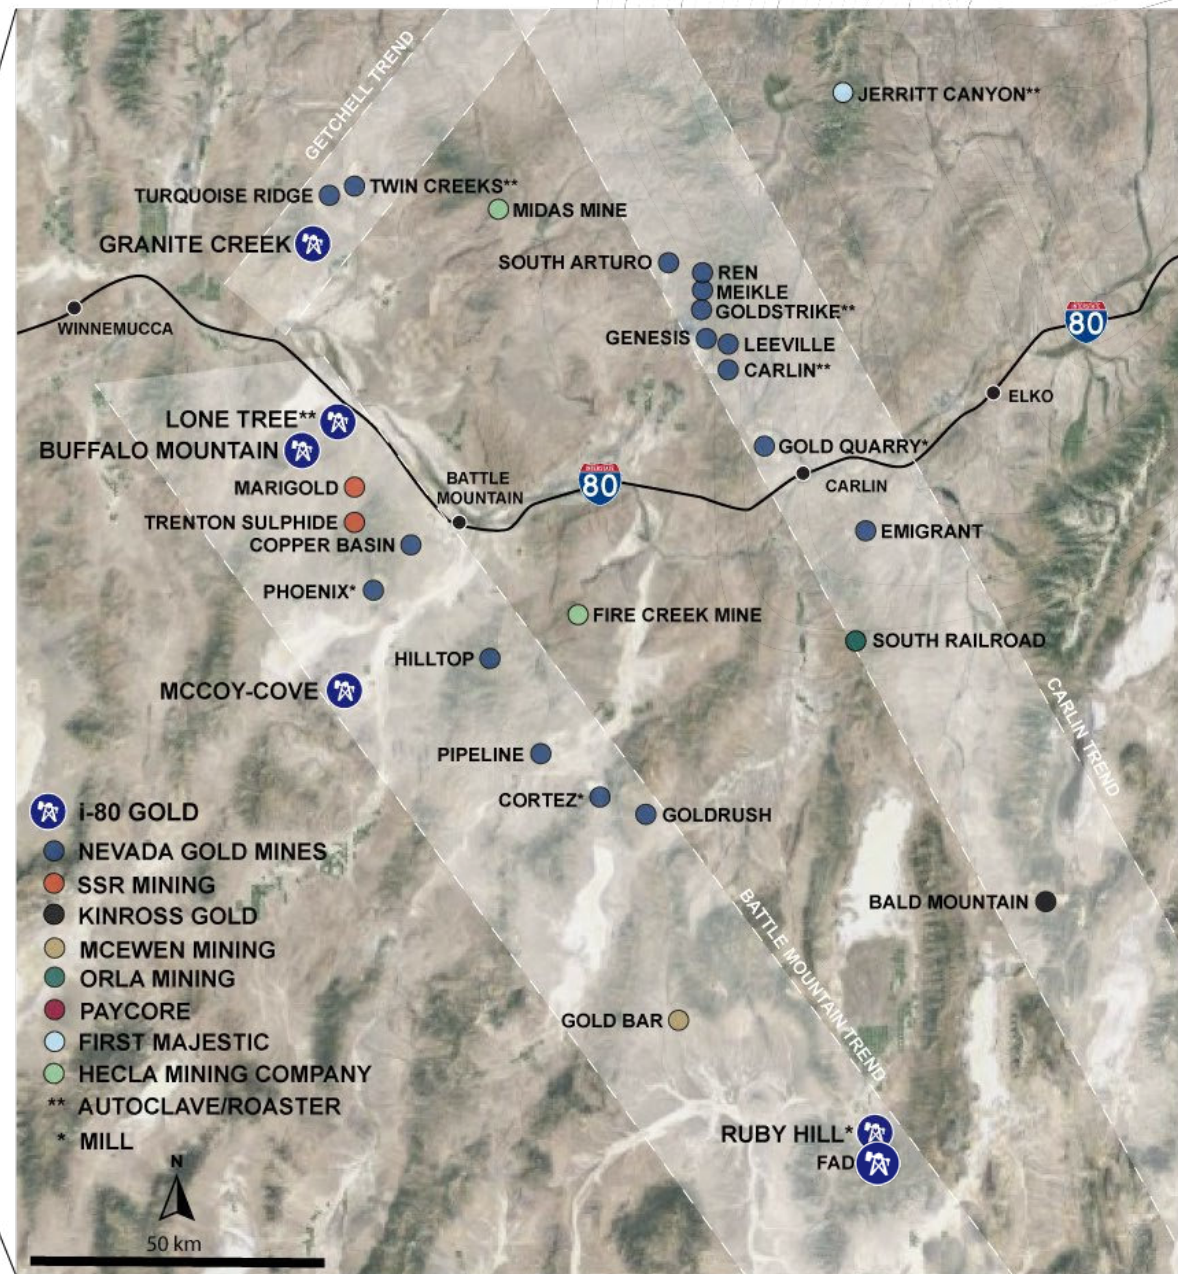 GETCHELL TREND
JERRITT CANYON**
TURQUOISE RIDGE
TWIN CREEKS**
MIDAS MINE
GRANITE CREEK
SOUTH ARTURO
REN
MEIKLE
GOLDSTRIKE**
GENESIS
LEEVILLE
CARLIN**
WINNEMUCCA
INTERSTATE
80
ELKO
LONE TREE**
BUFFALO MOUNTAIN
GOLD QUARRY*
CARLIN
MARIGOLD
BATTLE
MOUNTAIN
INTERSTATE
80
TRENTON SULPHIDE
COPPER BASIN
EMIGRANT
PHOENIX*
FIRE CREEK MINE
SOUTH RAILROAD
HILLTOP
MCCOY-COVE
CARLIN TREND
PIPELINE
CORTEZ*
GOLDRUSH
BALD MOUNTAIN
BATTLE MOUNTAIN TREND
GOLD BAR
RUBY HILL*
FAD
i-80 GOLD
NEVADA GOLD MINES
SSR MINING
KINROSS GOLD
MCEWEN MINING
ORLA MINING
PAYCORE
FIRST MAJESTIC
HECLA MINING COMPANY
** AUTOCLAVE/ROASTER
* MILL
N
50 km